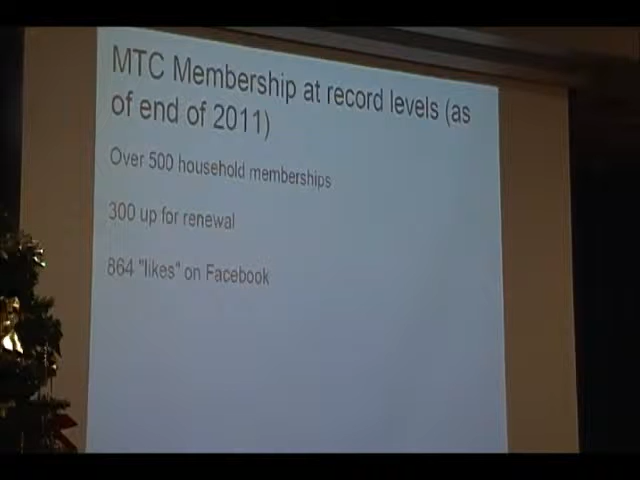 MTC Membership at record levels (as
of end of 2011)
Over 500 household memberships
300 up for renewal
864 "likes" on Facebook